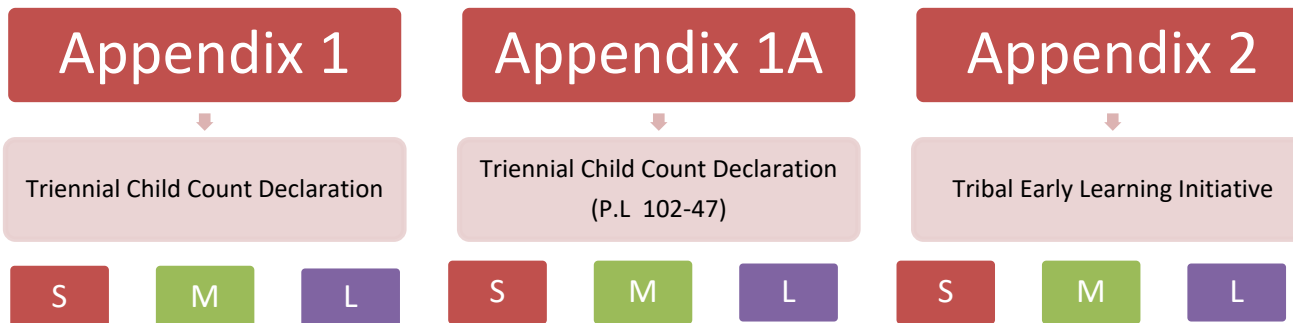 Appendix 1
Triennial Child Count Declaration
S M L
Appendix 1A
Triennial Child Count Declaration
(P.L 102-47)
S M L
Appendix 2
Tribal Early Learning Initiative
S M L